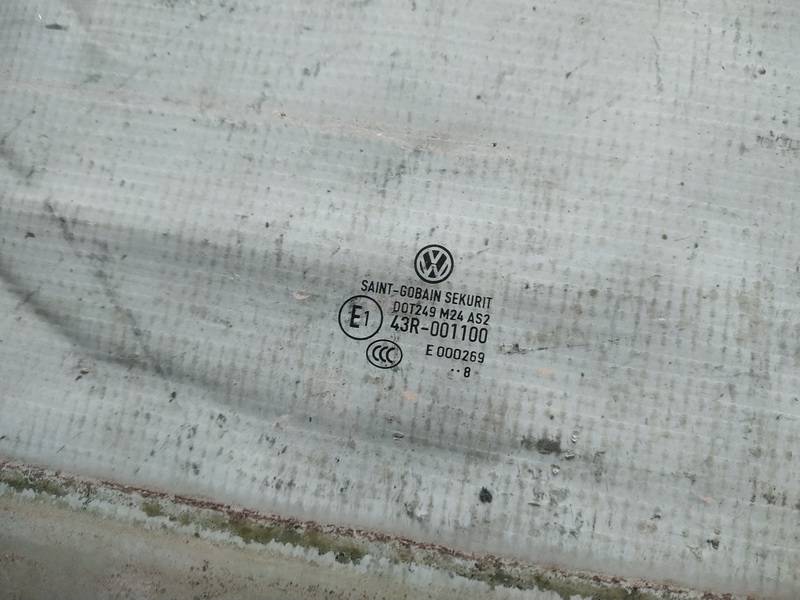 SAINT-GOBAIN SEKURIT
DOT249 M24 AS2
E1 43R-001100
CCC E 000269
··8